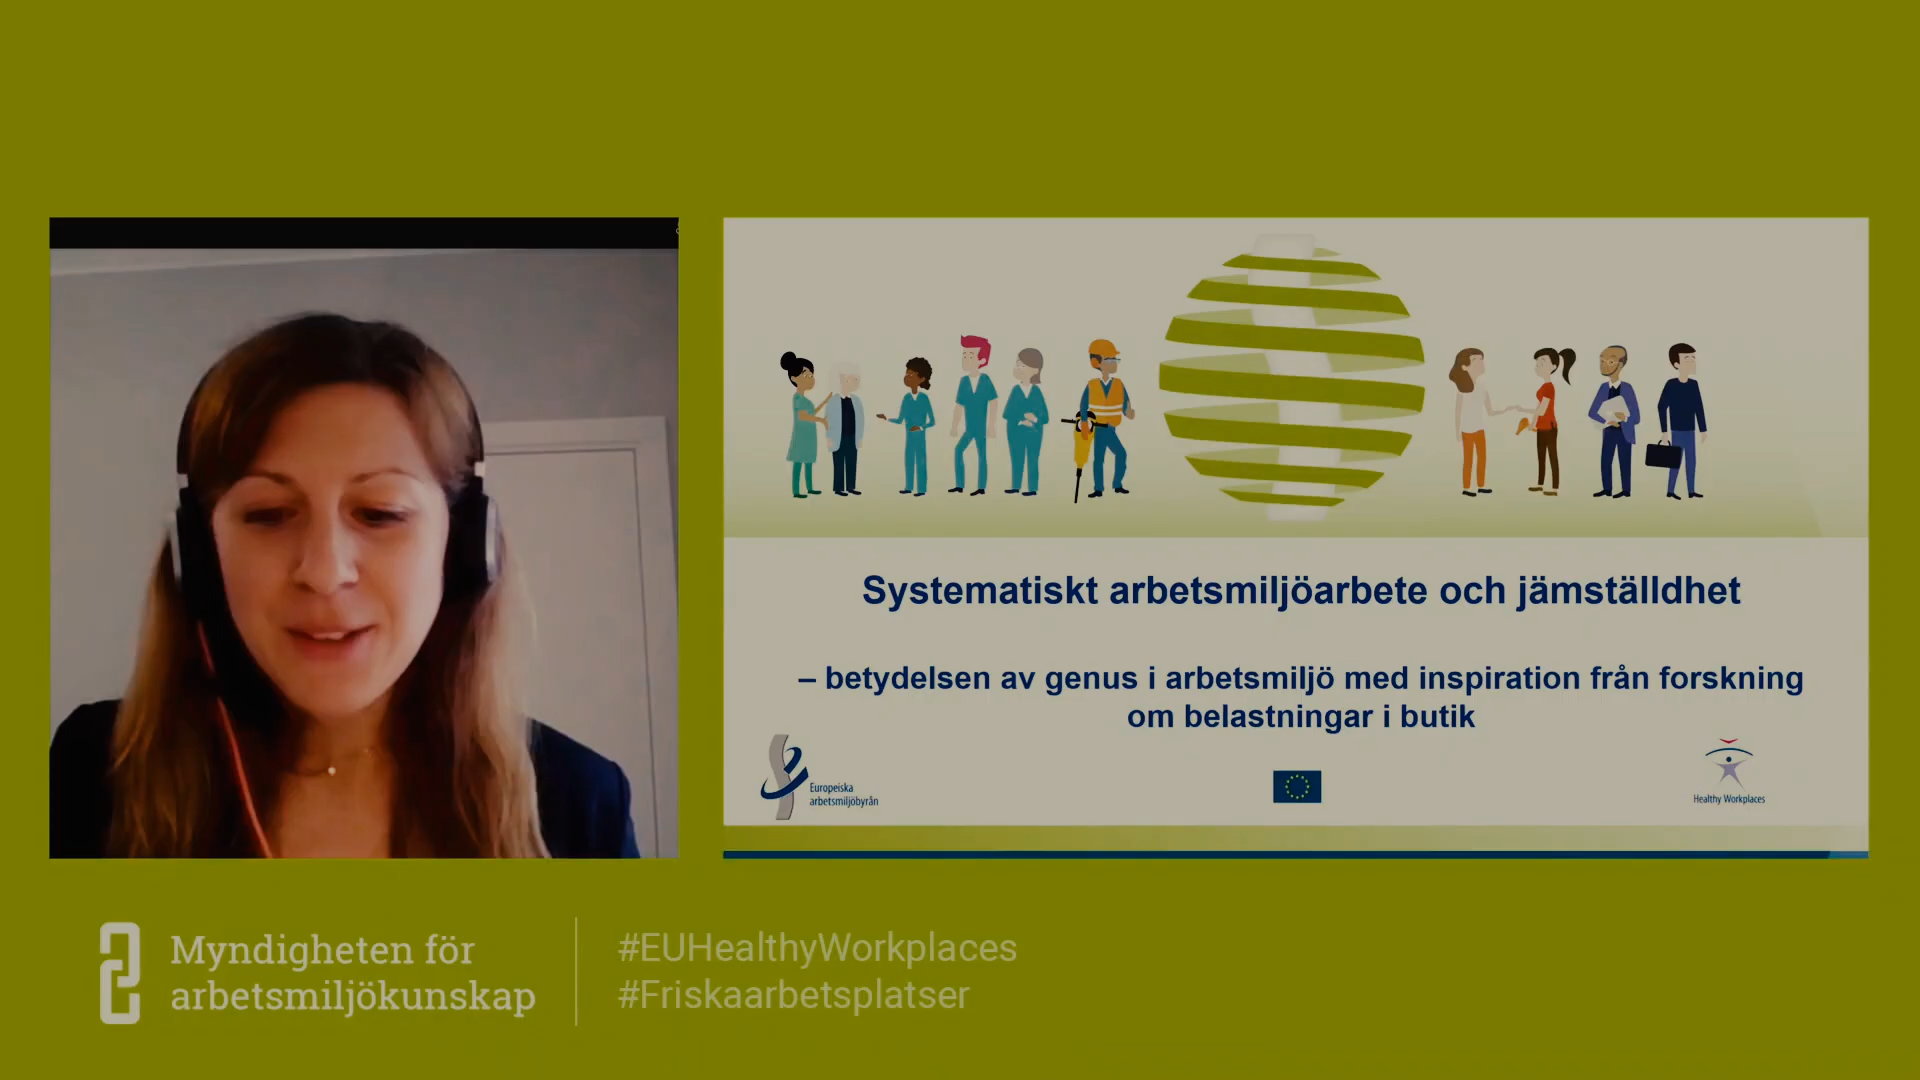 Systematiskt arbetsmiljöarbete och jämställdhet
– betydelsen av genus i arbetsmiljö med inspiration från forskning
om belastningar i butik
Europeiska
arbetsmiljöbyrån
Healthy Workplaces
Myndigheten för
arbetsmiljökunskap
#EUHealthyWorkplaces
#Friskaarbetsplatser